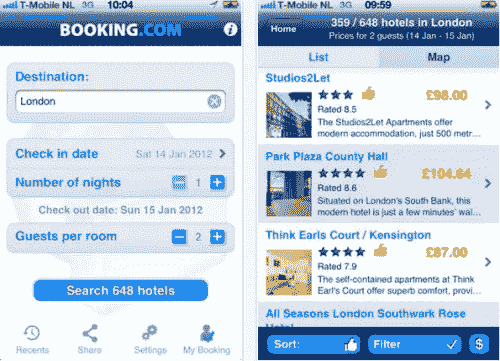 T-Mobile NL 3G 10:04
BOOKING.COM
Destination:
London
Check in date Sat 14 Jan 2012
Number of nights 1
Check out date: Sun 15 Jan 2012
Guests per room 2
Search 648 hotels
Recents Share Settings My Booking
T-Mobile NL 3G 09:59
Home
359 / 648 hotels in London
Prices for 2 guests (14 Jan - 15 Jan)
List Map
Studios2Let
£98.00
Rated 8.5
The Studios2Let Apartments offer
modern accommodation, just 500 metr...
Park Plaza County Hall
£104.64
Rated 8.6
Situated on London's South Bank, this
modern hotel is just a few minutes' wal...
Think Earls Court / Kensington
£87.00
Rated 7.9
The self-contained apartments at Think
Earl's Court offer superb comfort, provi...
All Seasons London Southwark Rose
Hotel
Sort: Filter $